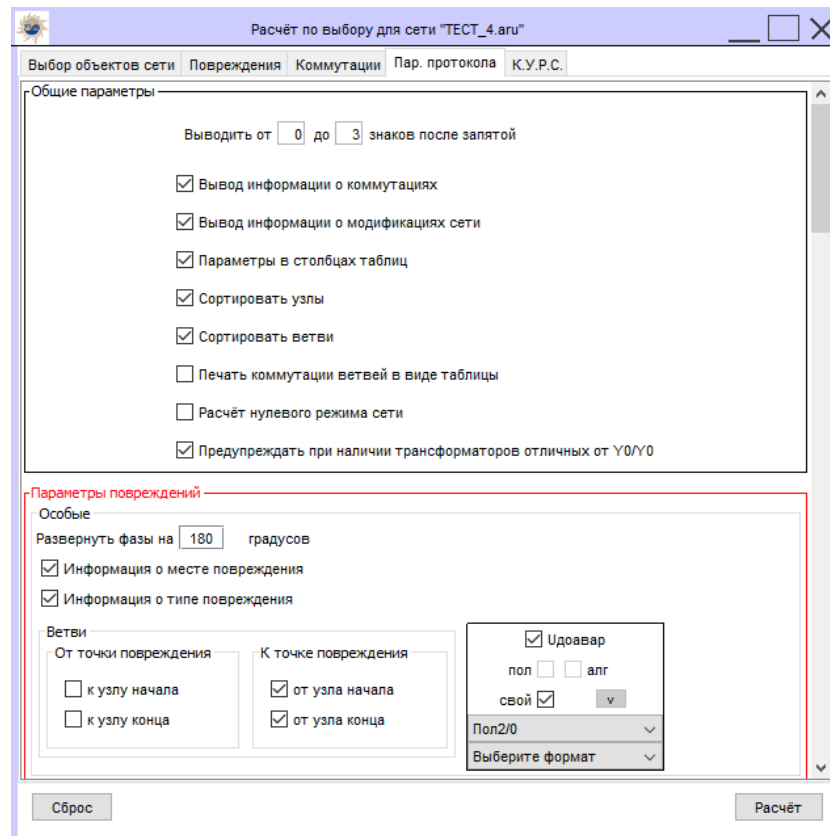 Расчёт по выбору для сети "ТЕСТ_4.aru"
Выбор объектов сети Повреждения Коммутации Пар. протокола К.У.Р.С.
Общие параметры
Выводить от 0 до 3 знаков после запятой
Вывод информации о коммутациях
Вывод информации о модификациях сети
Параметры в столбцах таблиц
Сортировать узлы
Сортировать ветви
Печать коммутации ветвей в виде таблицы
Расчёт нулевого режима сети
Предупреждать при наличии трансформаторов отличных от Y0/Y0
Параметры повреждений
Особые
Развернуть фазы на 180 градусов
Информация о месте повреждения
Информация о типе повреждения
Ветви
От точки повреждения
к узлу начала
к узлу конца
К точке повреждения
от узла начала
от узла конца
Uдоавар
пол алг
свой v
Пол2/0
Выберите формат
Сброс Расчёт